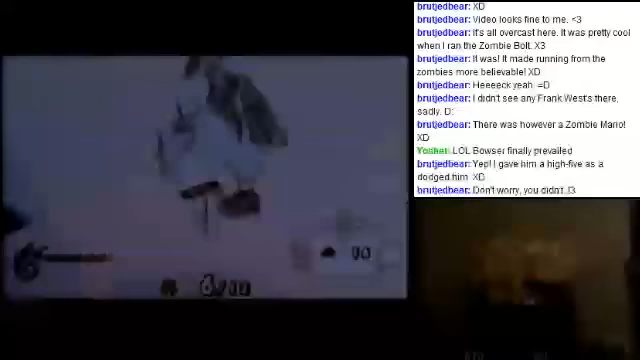 brutjedbear: XD
brutjedbear: Video looks fine to me. <3
brutjedbear: It's all overcast here. It was pretty cool
when I ran the Zombie Bolt. X3
brutjedbear: It was! It made running from the
zombies more believable! XD
brutjedbear: Heeeeck yeah. =D
brutjedbear: I didn't see any Frank West's there,
sadly. D:
brutjedbear: There was however a Zombie Mario!
XD
LOL Bowser finally prevailed
brutjedbear: Yep! I gave him a high-five as a
dodged him. XD
brutjedbear: Don't worry, you didn't.
6/
90